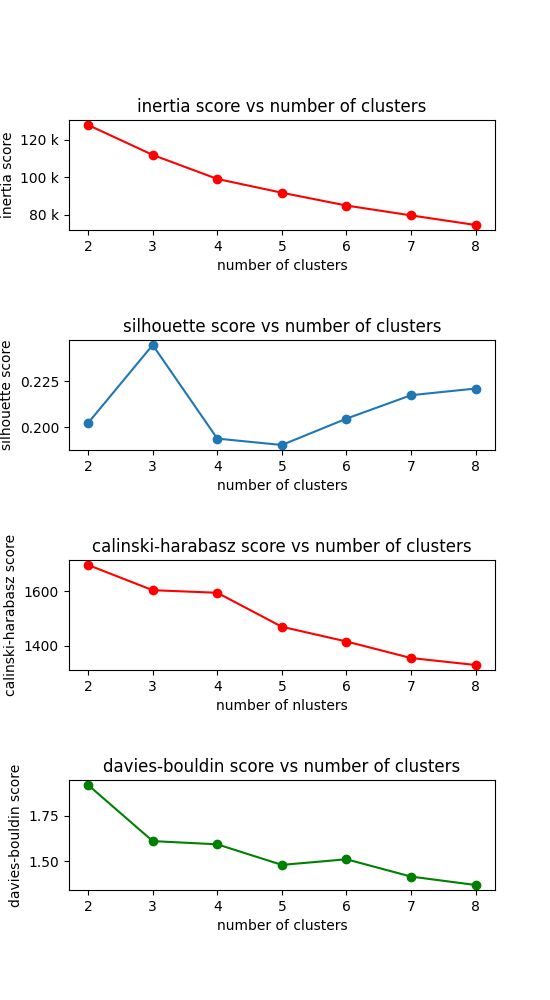 inertia score vs number of clusters
inertia score
120 k
100 k
80 k
2 3 4 5 6 7 8
number of clusters
silhouette score vs number of clusters
silhouette score
0.225
0.200
2 3 4 5 6 7 8
number of clusters
calinski-harabasz score vs number of clusters
calinski-harabasz score
1600
1400
2 3 4 5 6 7 8
number of nlusters
davies-bouldin score vs number of clusters
davies-bouldin score
1.75
1.50
2 3 4 5 6 7 8
number of clusters